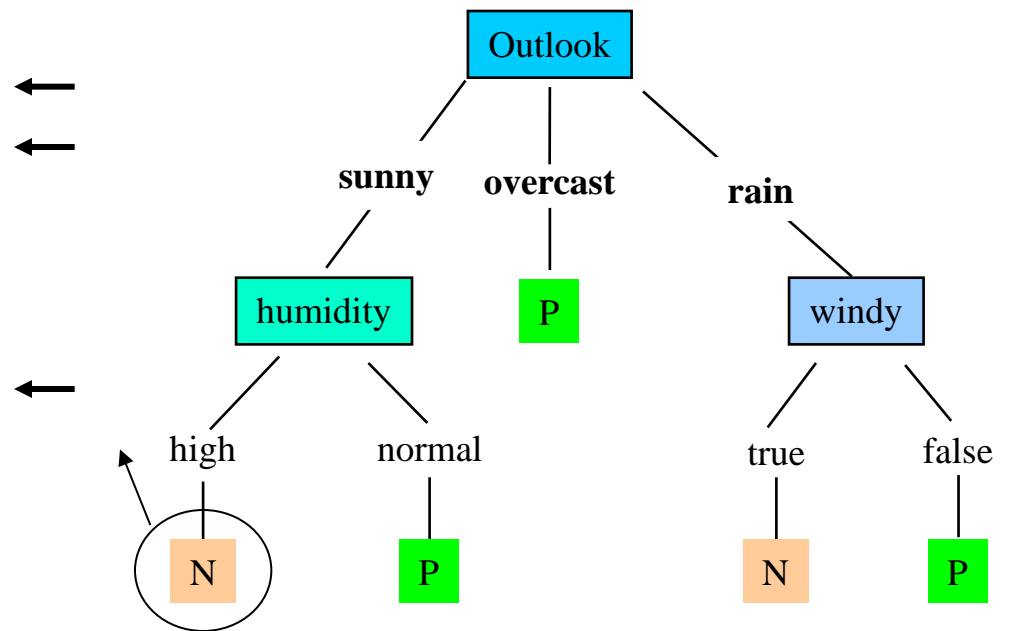 Outlook
sunny overcast rain
humidity P windy
high normal true false
N P N P